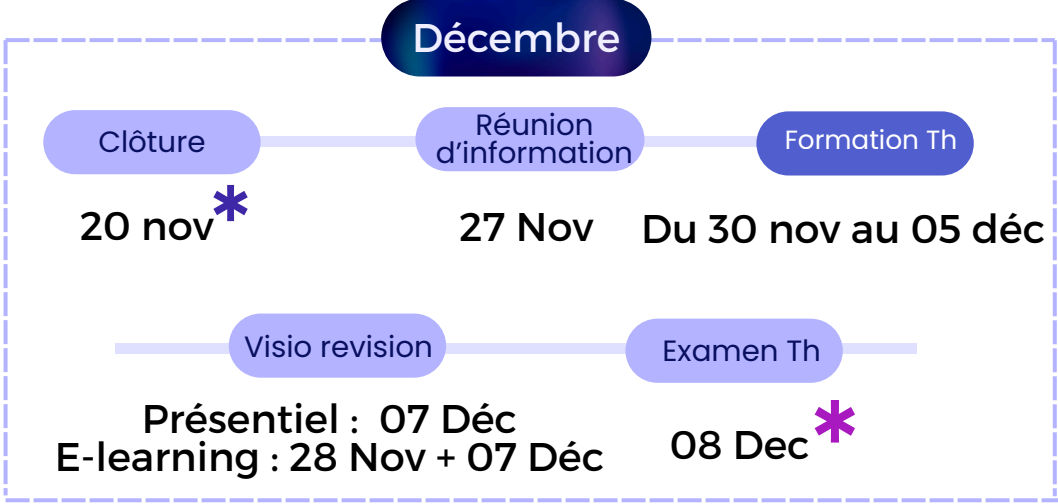 Décembre
Clôture
Réunion
d'information
Formation Th
20 nov*
27 Nov
Du 30 nov au 05 déc
Visio revision
Examen Th
Présentiel : 07 Déc
E-learning : 28 Nov + 07 Déc
08 Dec*